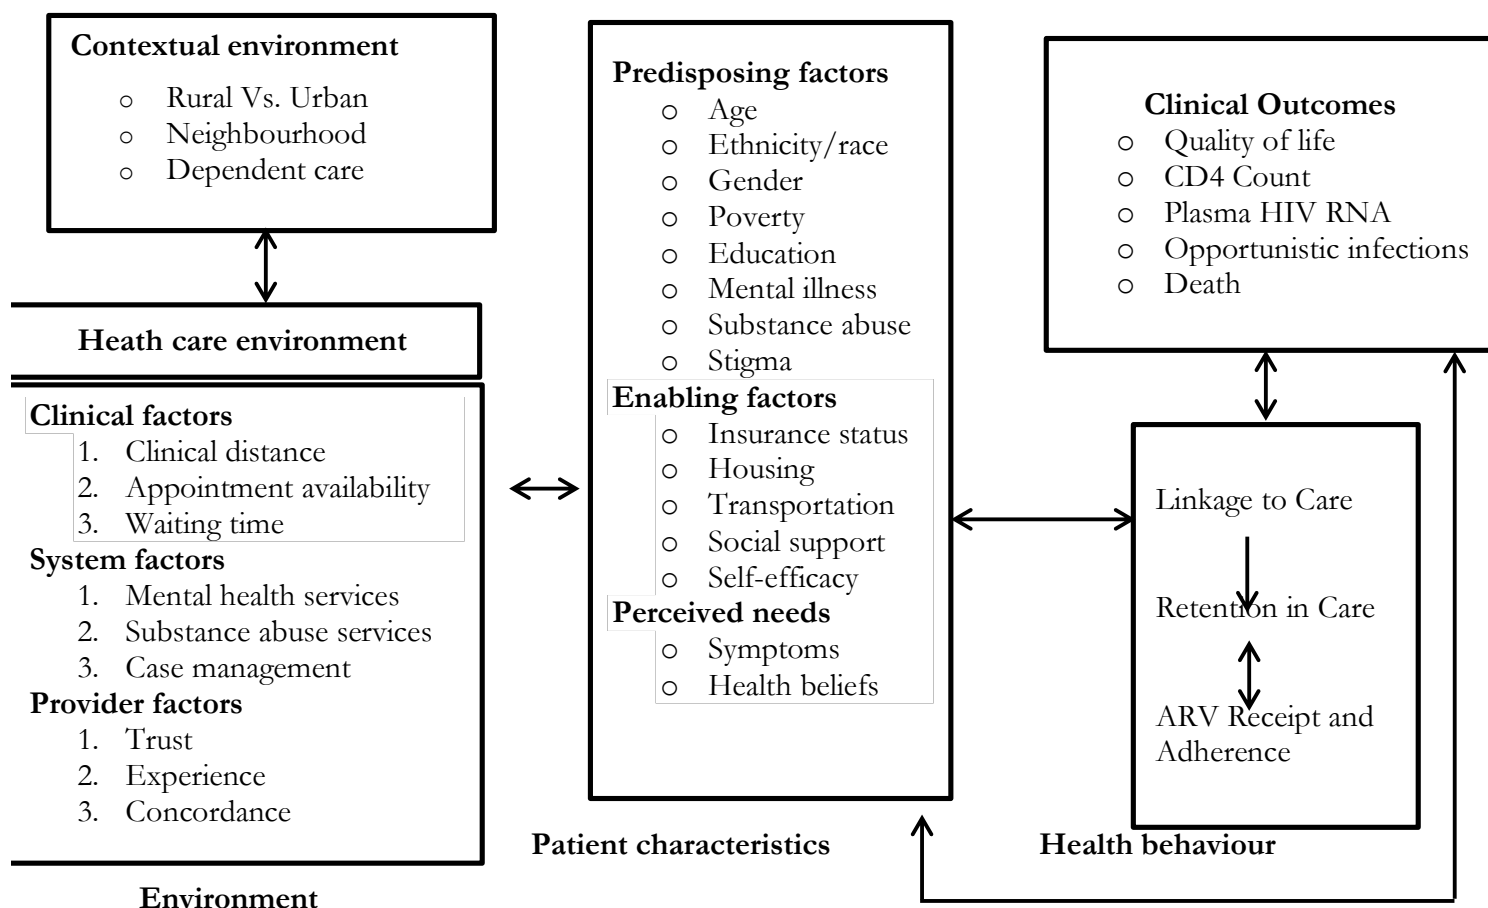 Contextual environment
o Rural Vs. Urban
o Neighbourhood
o Dependent care
Heath care environment
Clinical factors
1. Clinical distance
2. Appointment availability
3. Waiting time
System factors
1. Mental health services
2. Substance abuse services
3. Case management
Provider factors
1. Trust
2. Experience
3. Concordance
Environment
Predisposing factors
o Age
o Ethnicity/race
o Gender
o Poverty
o Education
o Mental illness
o Substance abuse
o Stigma
Enabling factors
o Insurance status
o Housing
o Transportation
o Social support
o Self-efficacy
Perceived needs
o Symptoms
o Health beliefs
Patient characteristics
Clinical Outcomes
o Quality of life
o CD4 Count
o Plasma HIV RNA
o Opportunistic infections
o Death
Linkage to Care
Retention in Care
ARV Receipt and
Adherence
Health behaviour